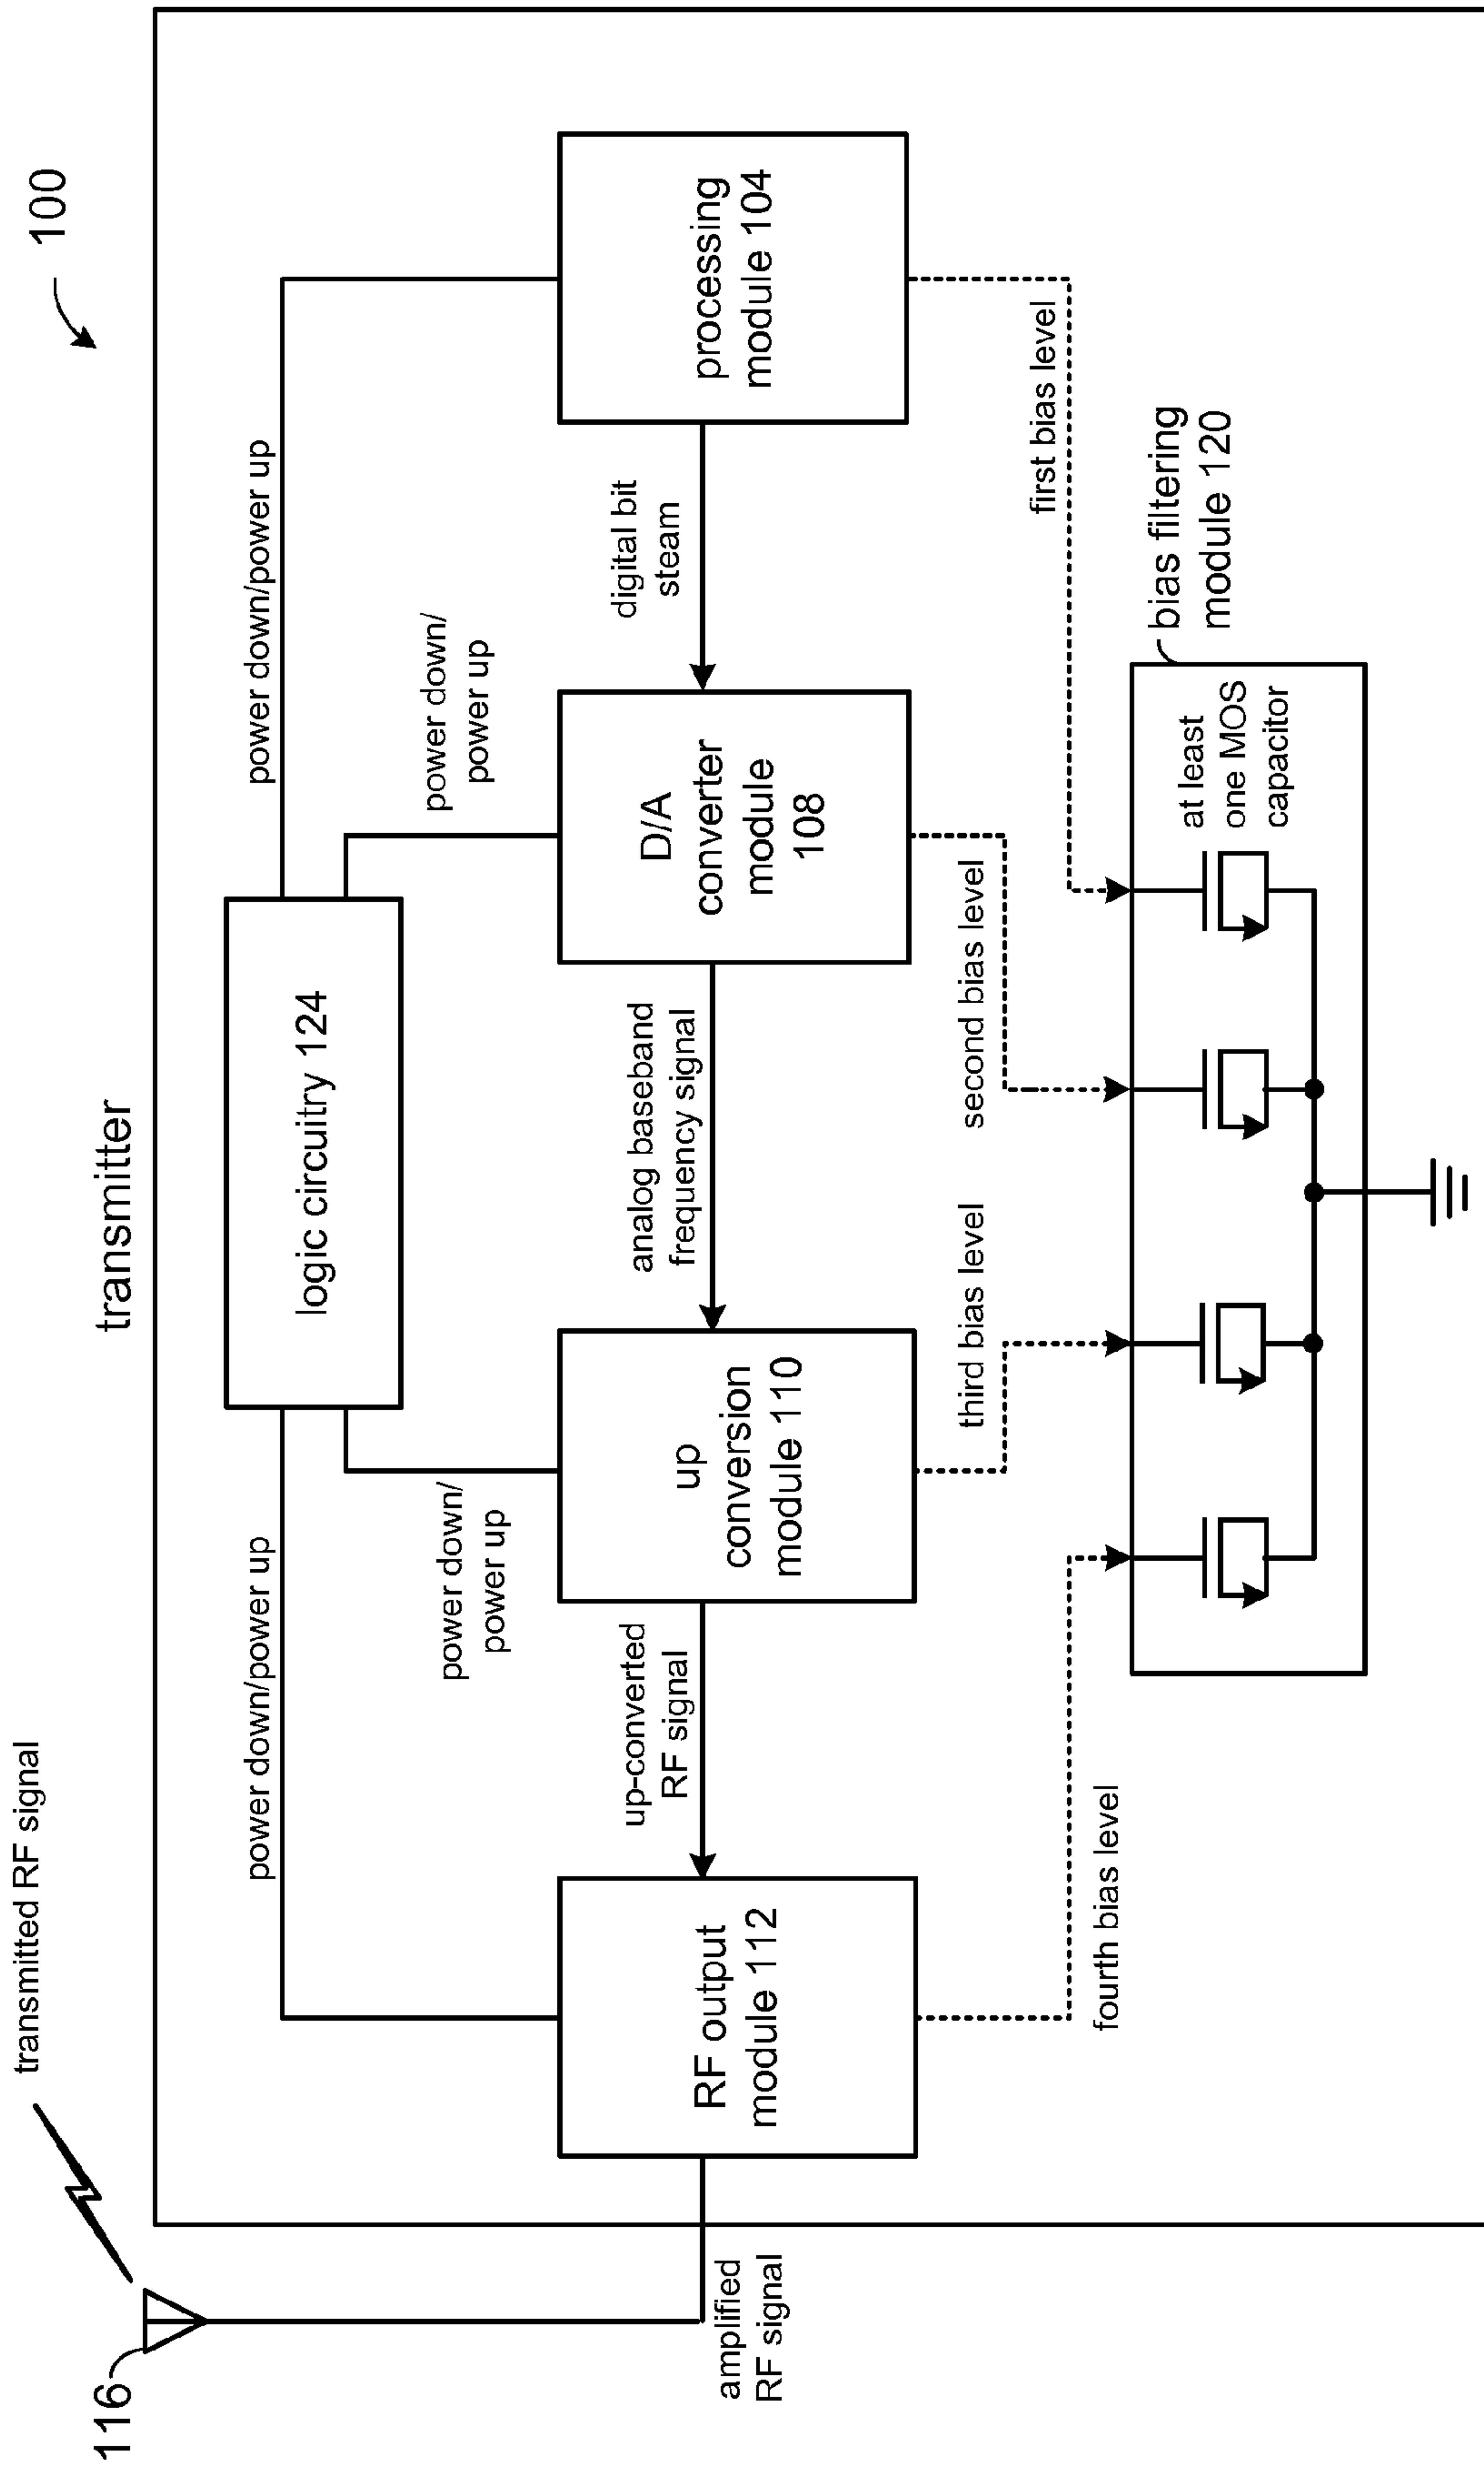 transmitter
100
transmitted RF signal
116
logic circuitry 124
power down/power up
power down/power up
power down/
power up
power down/
power up
amplified
RF signal
RF output
module 112
up-converted
RF signal
up
conversion
module 110
analog baseband
frequency signal
D/A
converter
module
108
digital bit
steam
processing
module 104
fourth bias level
third bias level
second bias level
first bias level
bias filtering
module 120
at least
one MOS
capacitor